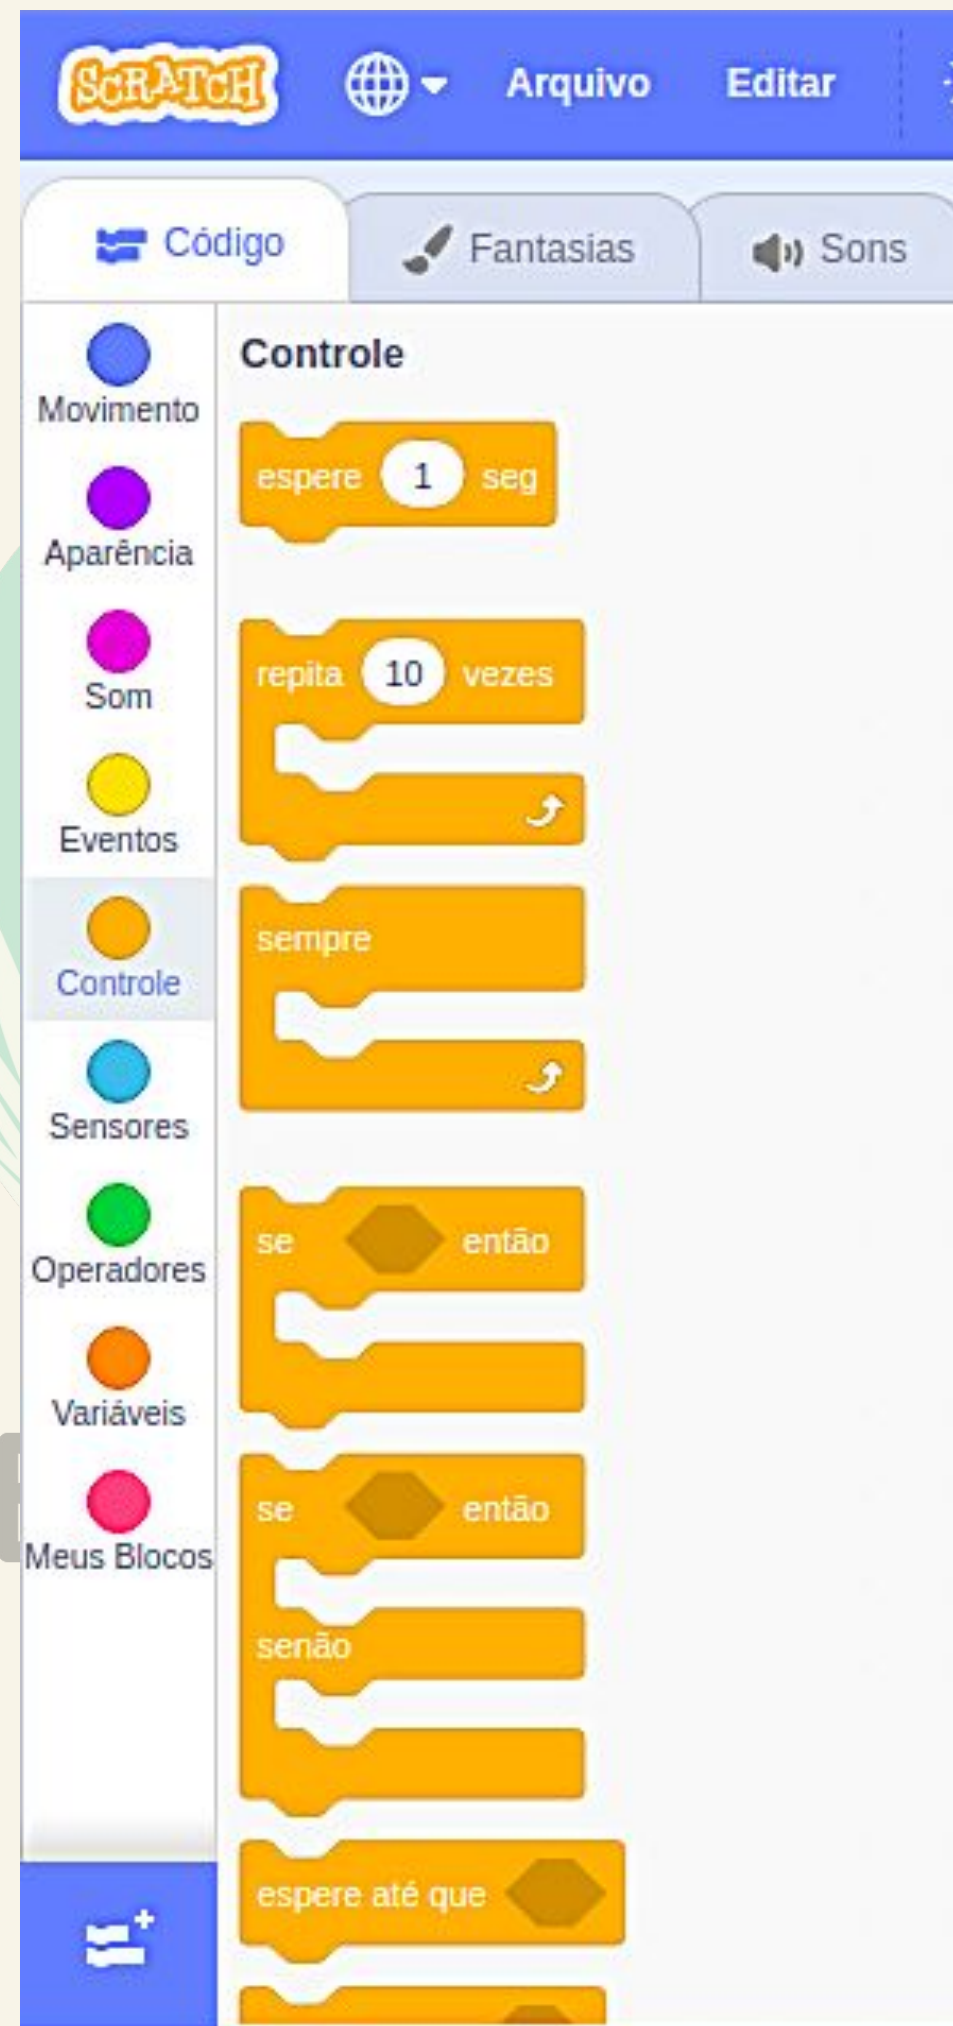 SCRATCH Arquivo Editar
Código Fantasias Sons
Movimento
Aparência
Som
Eventos
Controle
Sensores
Operadores
Variáveis
Meus Blocos
Controle
espere 1 seg
repita 10 vezes
sempre
se então
se então
senão
espere até que